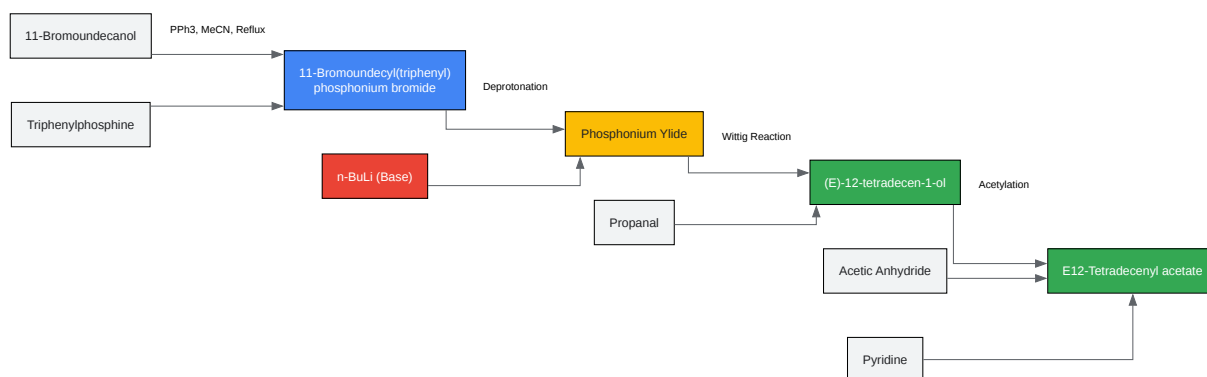 11-Bromoundecanol
PPh3, MeCN, Reflux
11-Bromoundecyl(triphenyl)
phosphonium bromide
Triphenylphosphine
Deprotonation
Phosphonium Ylide
n-BuLi (Base)
Wittig Reaction
(E)-12-tetradecen-1-ol
Propanal
Acetylation
Acetic Anhydride
E12-Tetradecenyl acetate
Pyridine